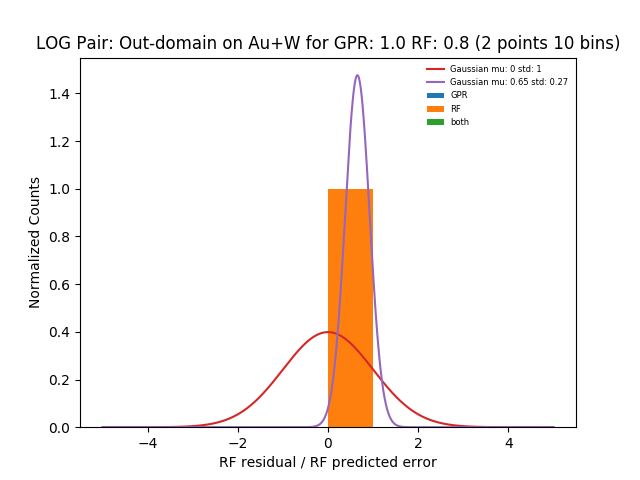 LOG Pair: Out-domain on Au+W for GPR: 1.0 RF: 0.8 (2 points 10 bins)
Gaussian mu: 0 std: 1
Gaussian mu: 0.65 std: 0.27
GPR
RF
both
Normalized Counts
1.4
1.2
1.0
0.8
0.6
0.4
0.2
0.0
−4
−2
0
2
4
RF residual / RF predicted error